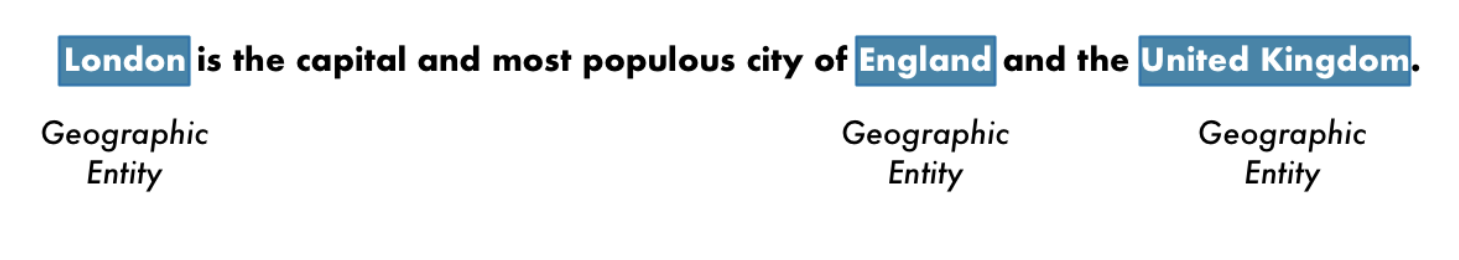 London is the capital and most populous city of England and the United Kingdom.
Geographic Entity
Geographic Entity
Geographic Entity